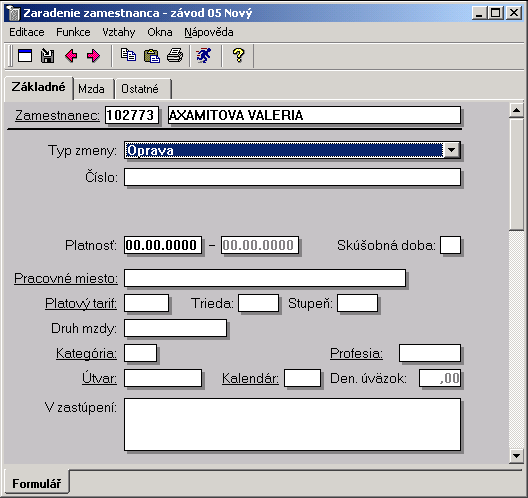 Zaradenie zamestnanca - závod 05 Nový
Editace Funkce Vztahy Okna Nápověda
Základné Mzda Ostatné
Zamestnanec: 102773 AXAMITOVA VALERIA
Typ zmeny: Oprava
Číslo:
Platnosť: 00.00.0000 - 00.00.0000 Skúšobná doba:
Pracovné miesto:
Platový tarif: Trieda: Stupeň:
Druh mzdy:
Kategória: Profesia:
Útvar: Kalendár: Den. úväzok: ,00
V zastúpení:
Formulář